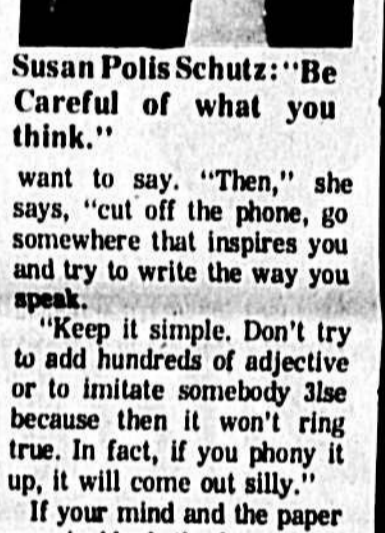 Susan Polis Schutz: "Be
Careful of what you
think."
want to say. "Then," she
says, "cut off the phone, go
somewhere that inspires you
and try to write the way you
speak.
"Keep it simple. Don't try
to add hundreds of adjective
or to imitate somebody 3lse
because then it won't ring
true. In fact, if you phony it
up, it will come out silly."
If your mind and the paper